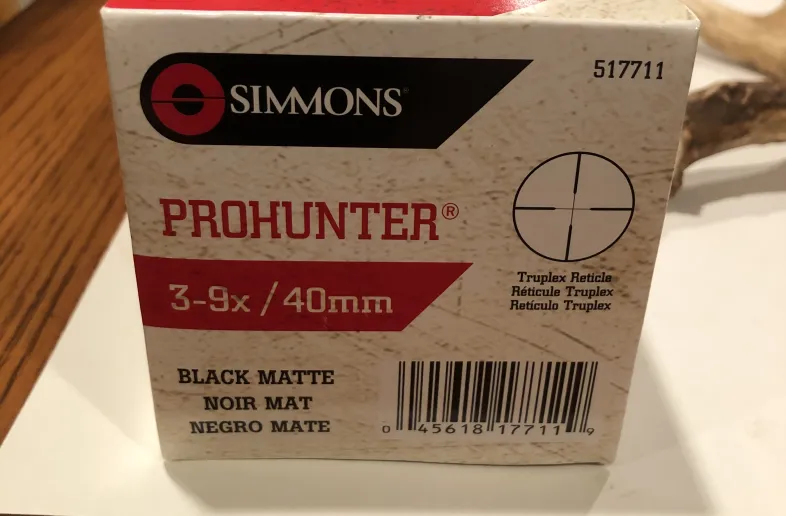 SIMMONS®
517711
PROHUNTER®
3-9x / 40mm
Truplex Reticle
Réticule Truplex
Retículo Truplex
BLACK MATTE
NOIR MAT
NEGRO MATE
0 45618 17711 9